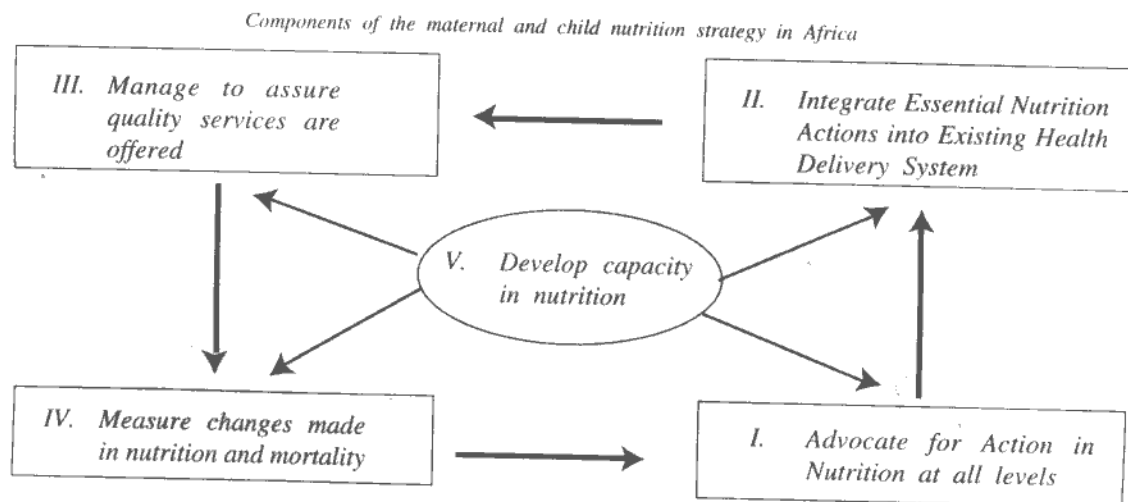 Components of the maternal and child nutrition strategy in Africa
III. Manage to assure
quality services are
offered
II. Integrate Essential Nutrition
Actions into Existing Health
Delivery System
V. Develop capacity
in nutrition
IV. Measure changes made
in nutrition and mortality
I. Advocate for Action in
Nutrition at all levels